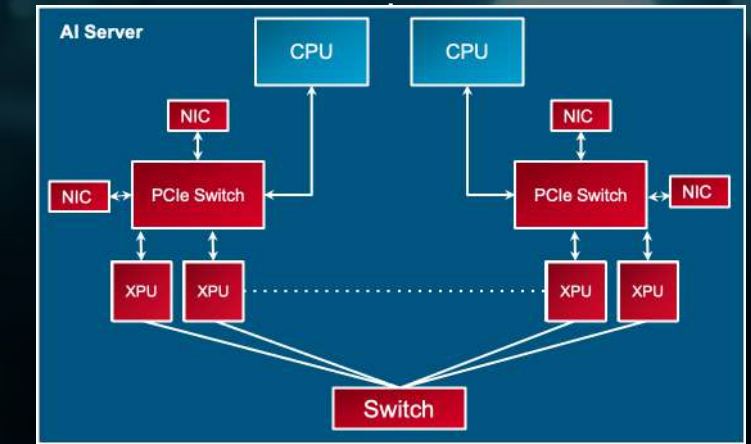 AI Server
CPU
CPU
NIC
NIC
NIC
PCIe Switch
PCIe Switch
NIC
XPU
XPU
XPU
XPU
Switch